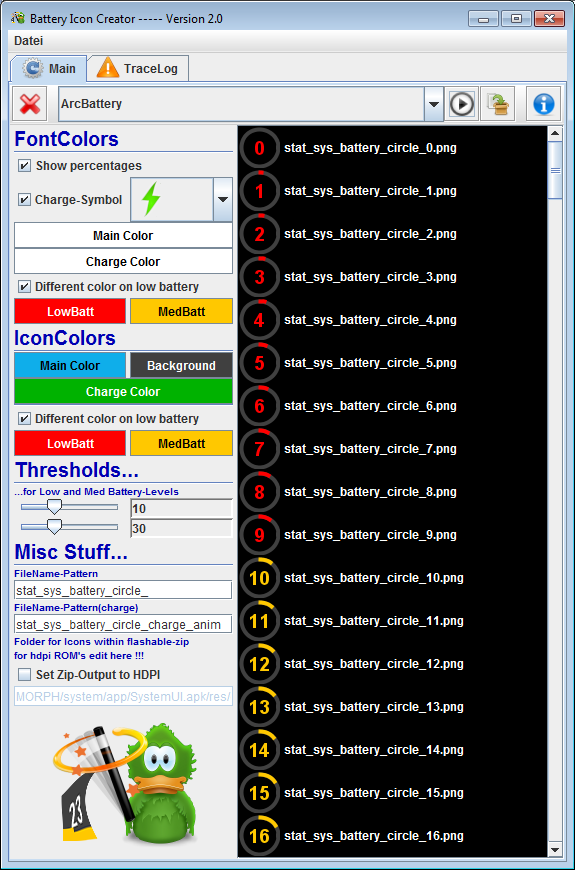 Battery Icon Creator ----- Version 2.0
Datei
Main
TraceLog
ArcBattery
FontColors
Show percentages
Charge-Symbol
Main Color
Charge Color
Different color on low battery
LowBatt MedBatt
IconColors
Main Color Background
Charge Color
Different color on low battery
LowBatt MedBatt
Thresholds...
...for Low and Med Battery-Levels
10
30
Misc Stuff...
FileName-Pattern
stat_sys_battery_circle_
FileName-Pattern(charge)
stat_sys_battery_circle_charge_anim
Folder for Icons within flashable-zip
for hdpi ROM's edit here !!!
Set Zip-Output to HDPI
MORPH/system/app/SystemUI.apk/res/
23
0 stat_sys_battery_circle_0.png
1 stat_sys_battery_circle_1.png
2 stat_sys_battery_circle_2.png
3 stat_sys_battery_circle_3.png
4 stat_sys_battery_circle_4.png
5 stat_sys_battery_circle_5.png
6 stat_sys_battery_circle_6.png
7 stat_sys_battery_circle_7.png
8 stat_sys_battery_circle_8.png
9 stat_sys_battery_circle_9.png
10 stat_sys_battery_circle_10.png
11 stat_sys_battery_circle_11.png
12 stat_sys_battery_circle_12.png
13 stat_sys_battery_circle_13.png
14 stat_sys_battery_circle_14.png
15 stat_sys_battery_circle_15.png
16 stat_sys_battery_circle_16.png